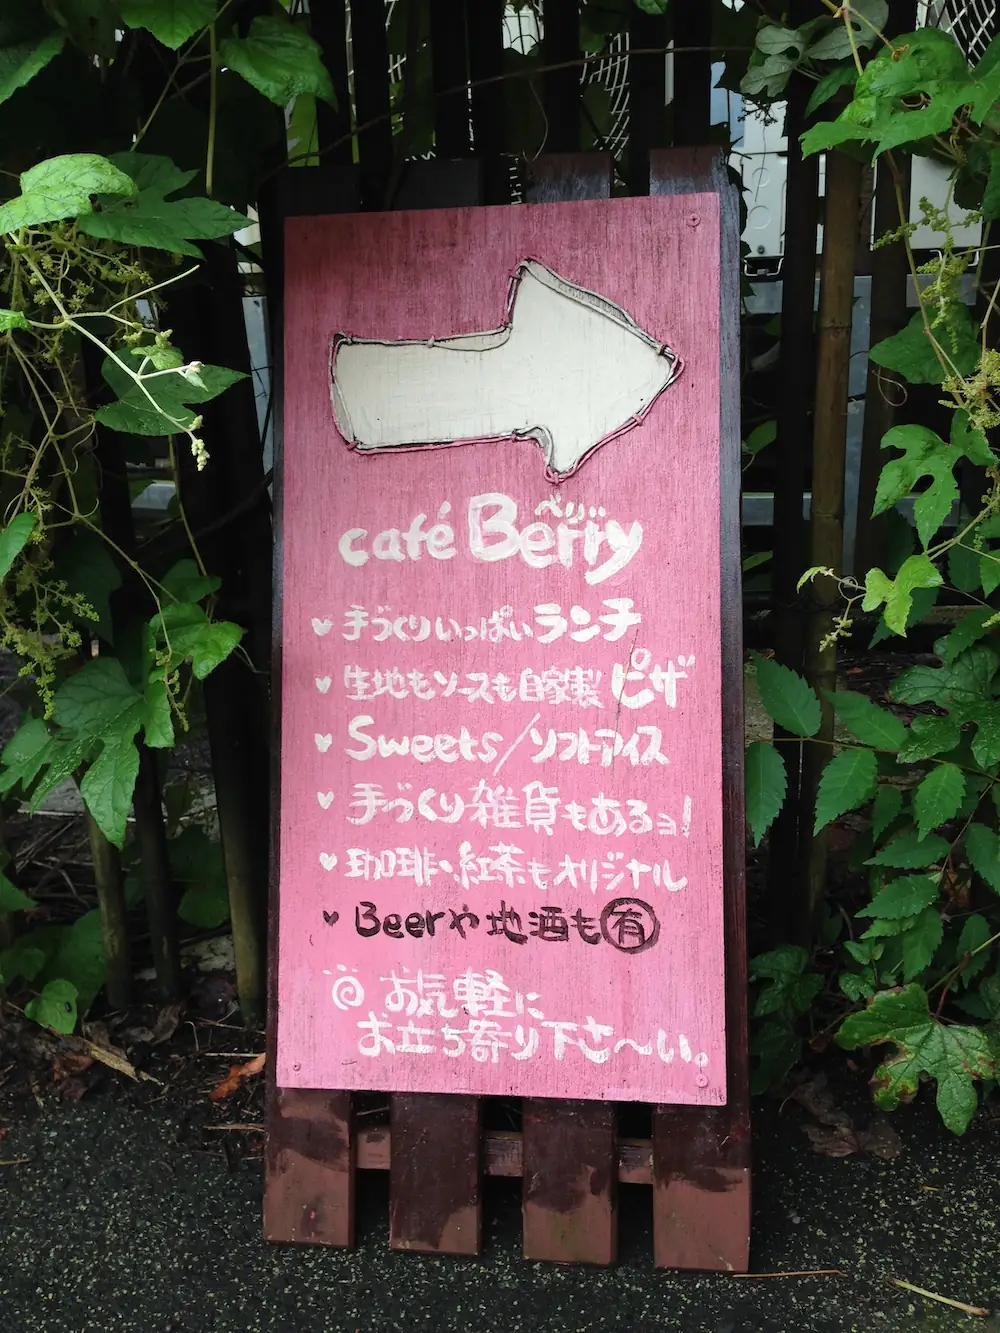 café Berry
べりー
♥ 手づくりいっぱいランチ
♥ 生地もソースも自家製 ピザ
♥ Sweets/ソフトアイス
♥ 手づくり雑貨もあるョ!
♥ 珈琲・紅茶もオリジナル
♥ Beerや地酒も㊒
お気軽に
お立ち寄り下さ〜い。